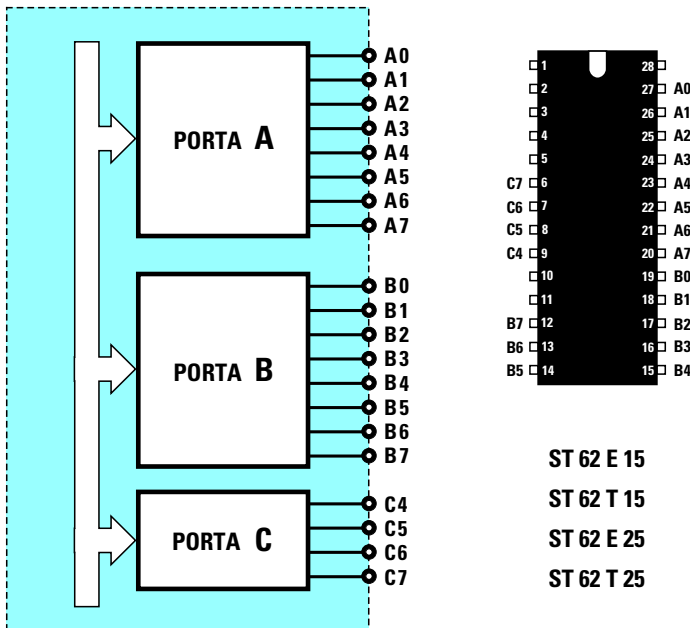 PORTA A
A0
A1
A2
A3
A4
A5
A6
A7
PORTA B
B0
B1
B2
B3
B4
B5
B6
B7
PORTA C
C4
C5
C6
C7
1 28
2 27 A0
3 26 A1
4 25 A2
5 24 A3
C7 6 23 A4
C6 7 22 A5
C5 8 21 A6
C4 9 20 A7
10 19 B0
11 18 B1
B7 12 17 B2
B6 13 16 B3
B5 14 15 B4
ST 62 E 15
ST 62 T 15
ST 62 E 25
ST 62 T 25